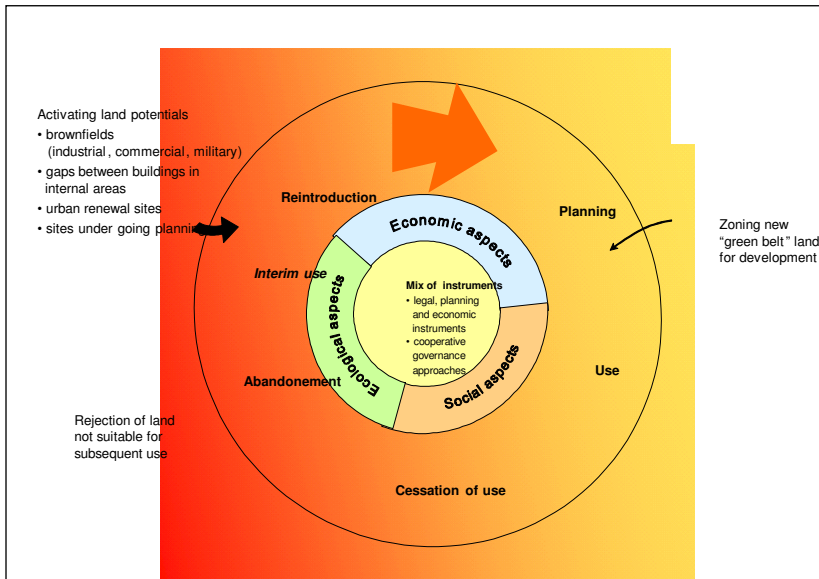 Activating land potentials
• brownfields
(industrial, commercial, military)
• gaps between buildings in
internal areas
• urban renewal sites
• sites under going planning
Reintroduction
Planning
Zoning new
“green belt” land
for development
Economic aspects
Interim use
Ecological aspects
Mix of instruments
• legal, planning
and economic
instruments
• cooperative
governance
approaches
Social aspects
Use
Abandonement
Rejection of land
not suitable for
subsequent use
Cessation of use